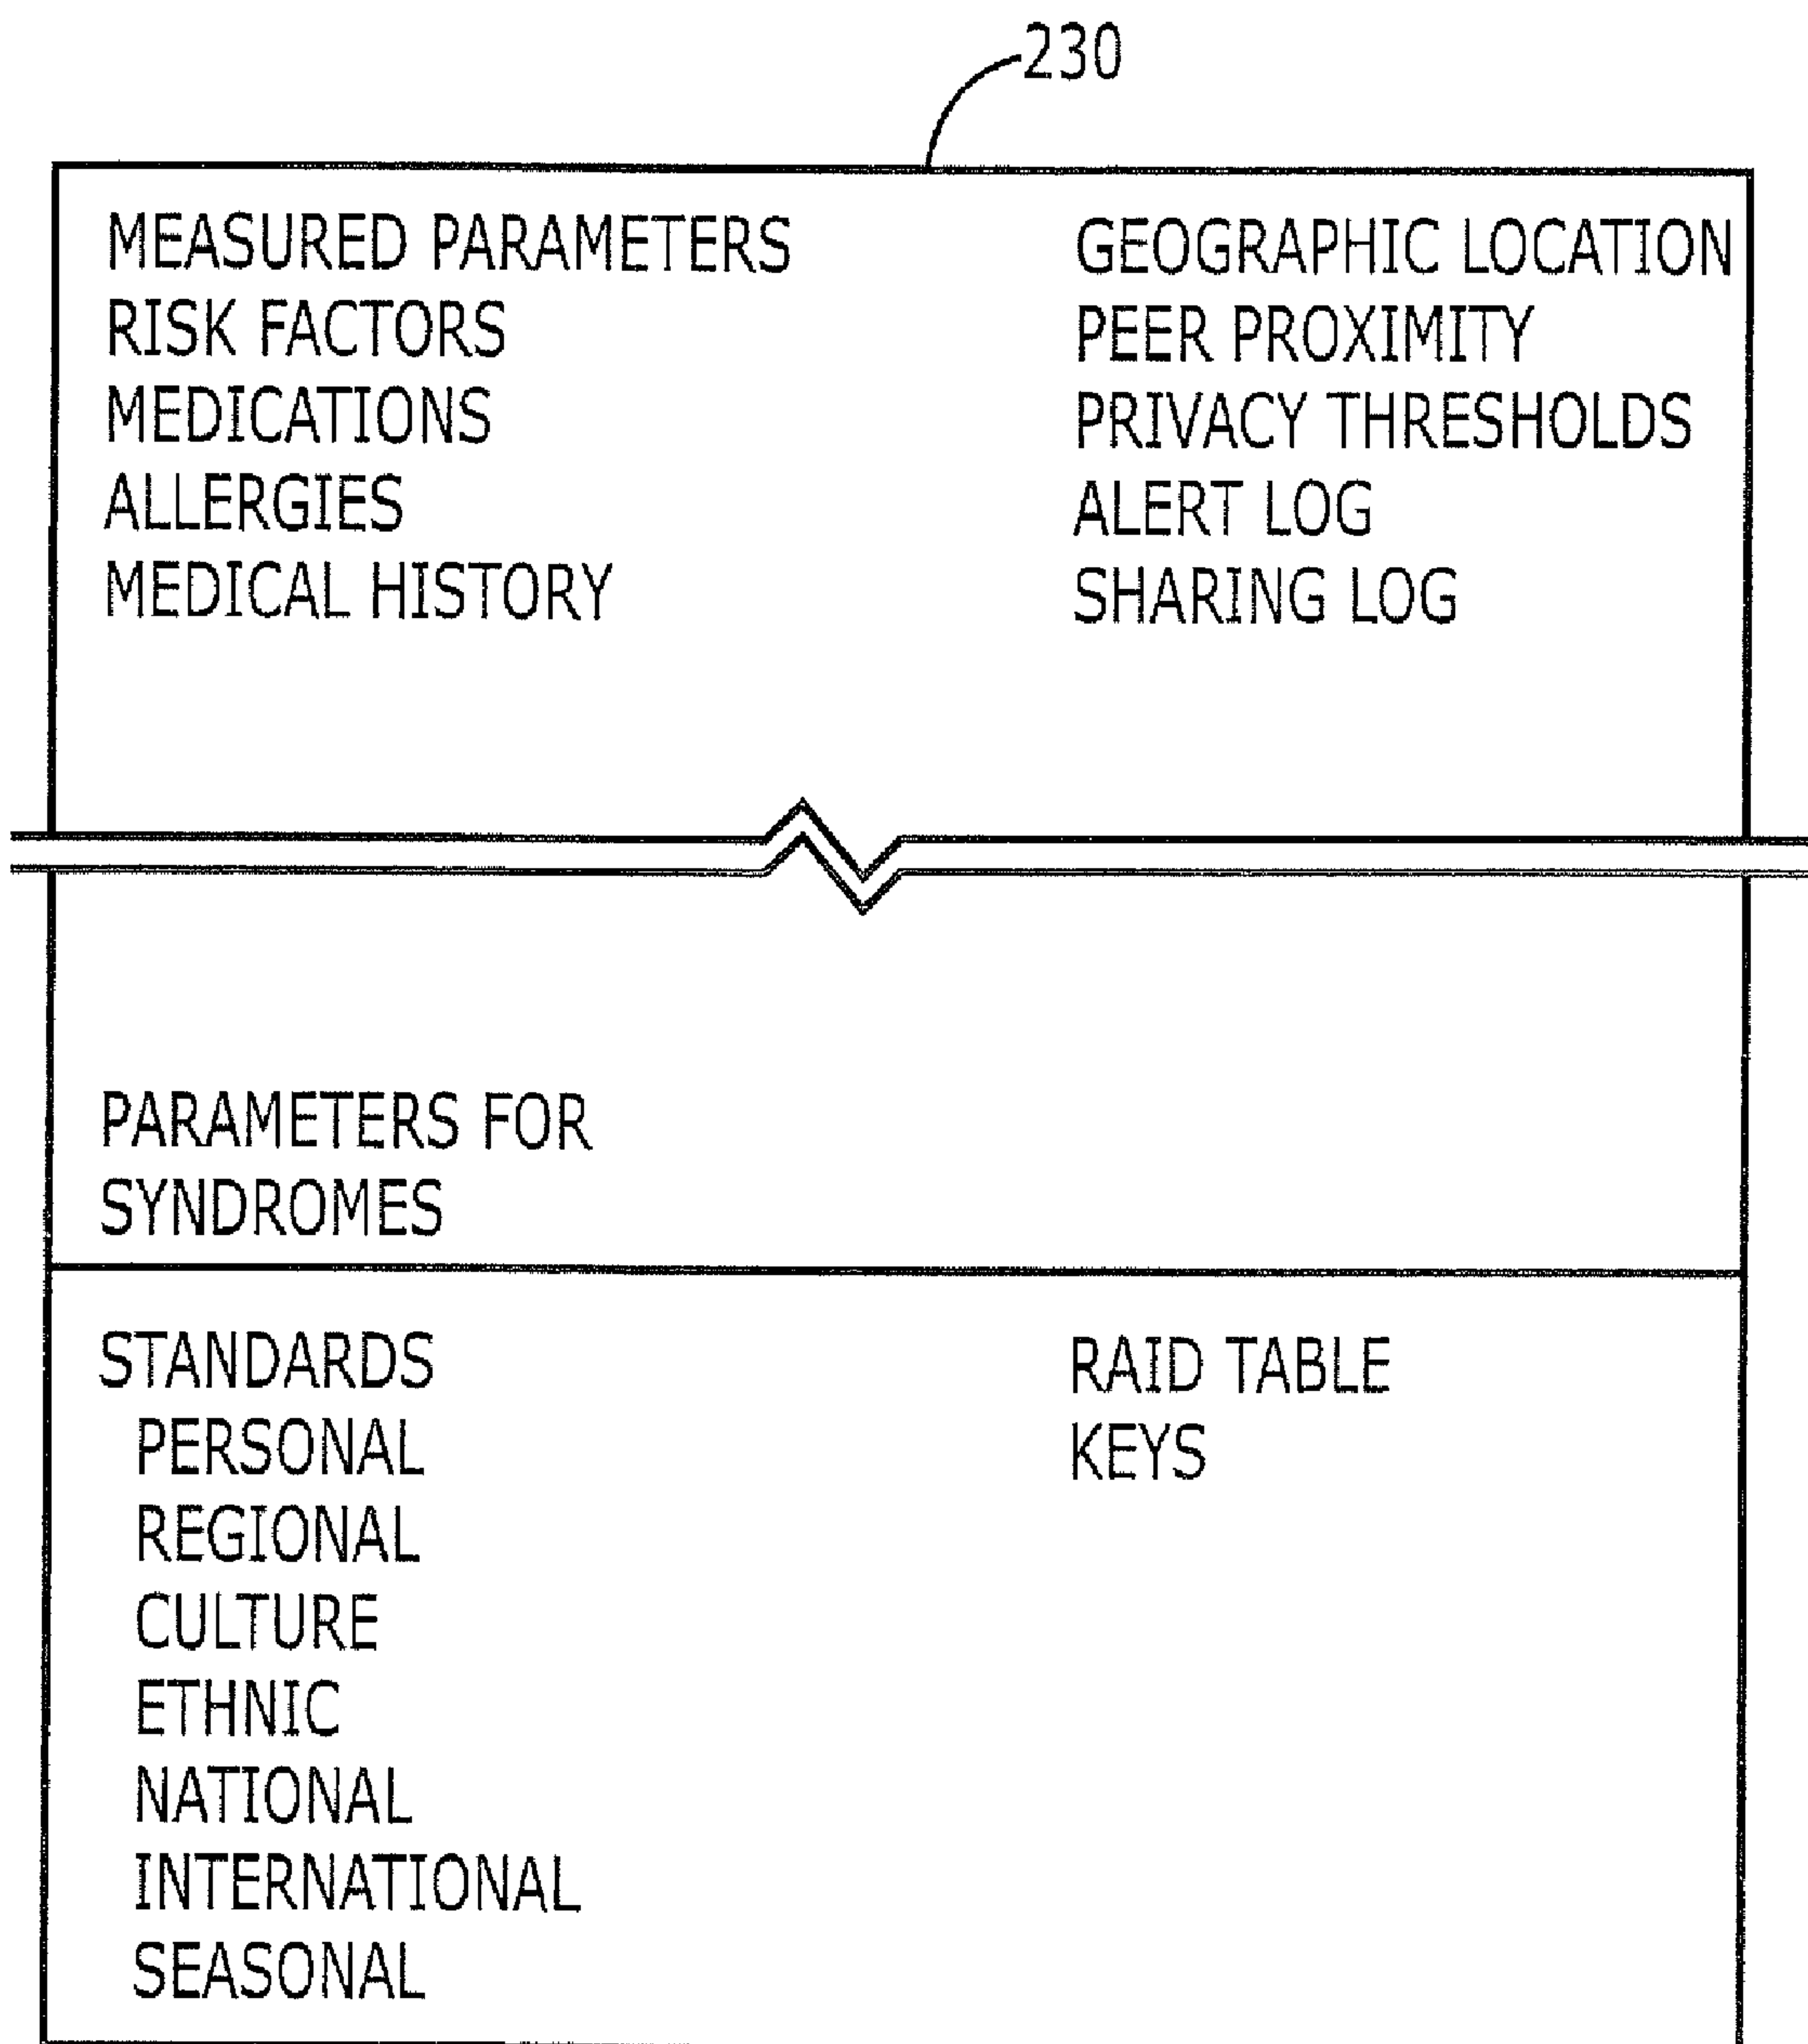 230
MEASURED PARAMETERS
RISK FACTORS
MEDICATIONS
ALLERGIES
MEDICAL HISTORY
GEOGRAPHIC LOCATION
PEER PROXIMITY
PRIVACY THRESHOLDS
ALERT LOG
SHARING LOG
PARAMETERS FOR
SYNDROMES
STANDARDS
PERSONAL
REGIONAL
CULTURE
ETHNIC
NATIONAL
INTERNATIONAL
SEASONAL
RAID TABLE
KEYS